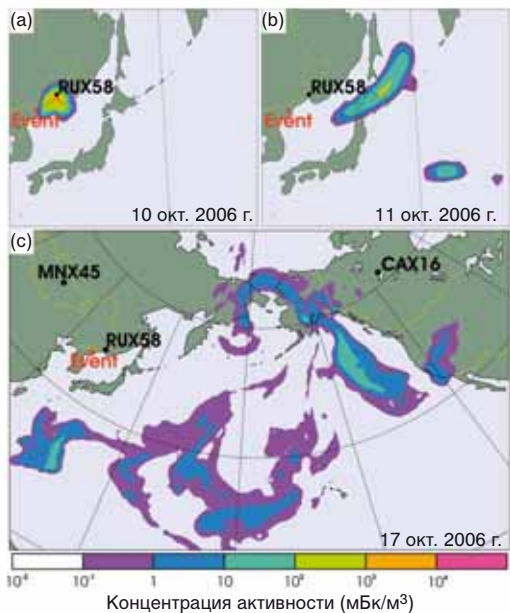 (a)
RUX58
Event
10 окт. 2006 г.
(b)
RUX58
Event
11 окт. 2006 г.
(c)
MNX45
CAX16
RUX58
Event
17 окт. 2006 г.
1 10
Концентрация активности (мБк/м³)